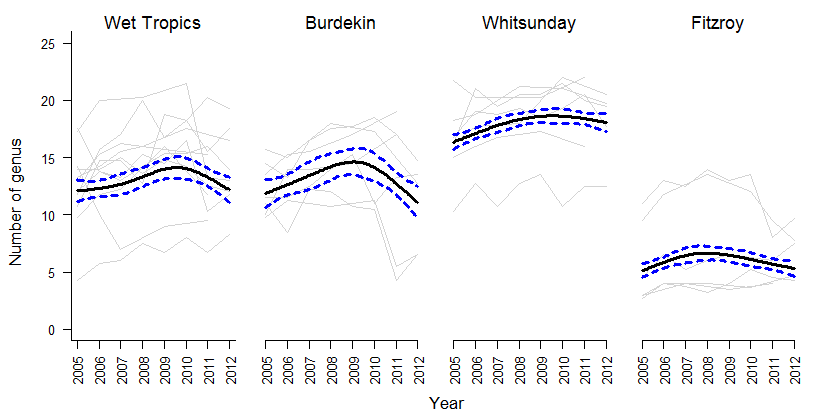 Wet Tropics Burdekin Whitsunday Fitzroy
Number of genus
25
20
15
10
5
0
2005 2006 2007 2008 2009 2010 2011 2012 2005 2006 2007 2008 2009 2010 2011 2012 2005 2006 2007 2008 2009 2010 2011 2012 2005 2006 2007 2008 2009 2010 2011 2012
Year